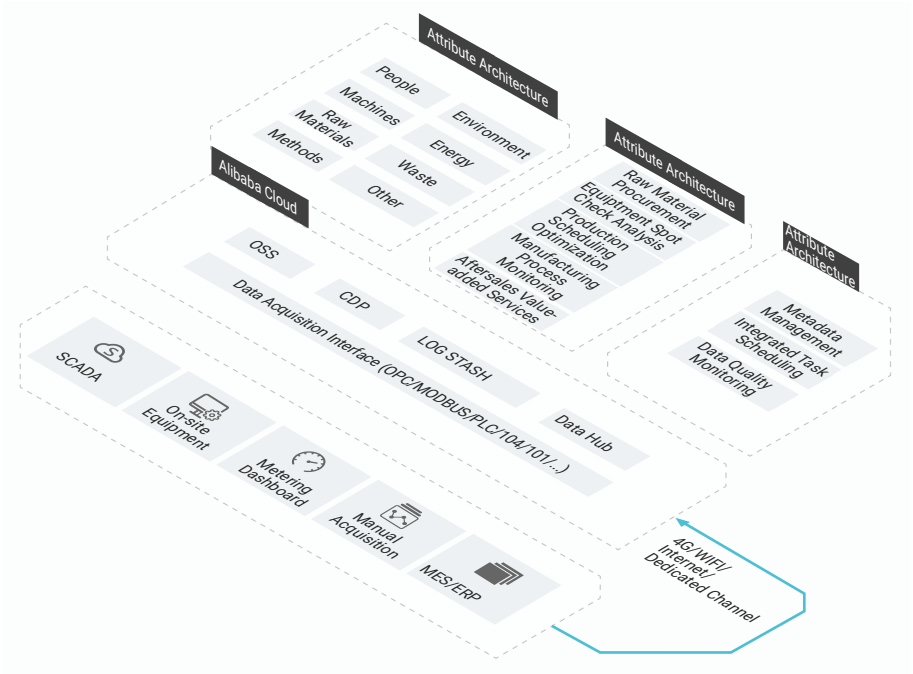 Attribute Architecture
People
Machines
Raw
Materials
Methods
Environment
Energy
Waste
Other
Attribute Architecture
Raw Material
Procurement
Equiptment Spot
Check Analysis
Production
Scheduling
Optimization
Manufacturing
Process
Monitoring
Aftersales Value-
added Services
Attribute
Architecture
Metadata
Management
Integrated Task
Scheduling
Data Quality
Monitoring
Alibaba Cloud
OSS
CDP
LOG STASH
Data Hub
Data Acquisition Interface (OPC/MODBUS/PLC/104/101/...)
SCADA
On-site
Equipment
Metering
Dashboard
Manual
Acquisition
MES/ERP
4G/WIFI/
Internet/
Dedicated Channel